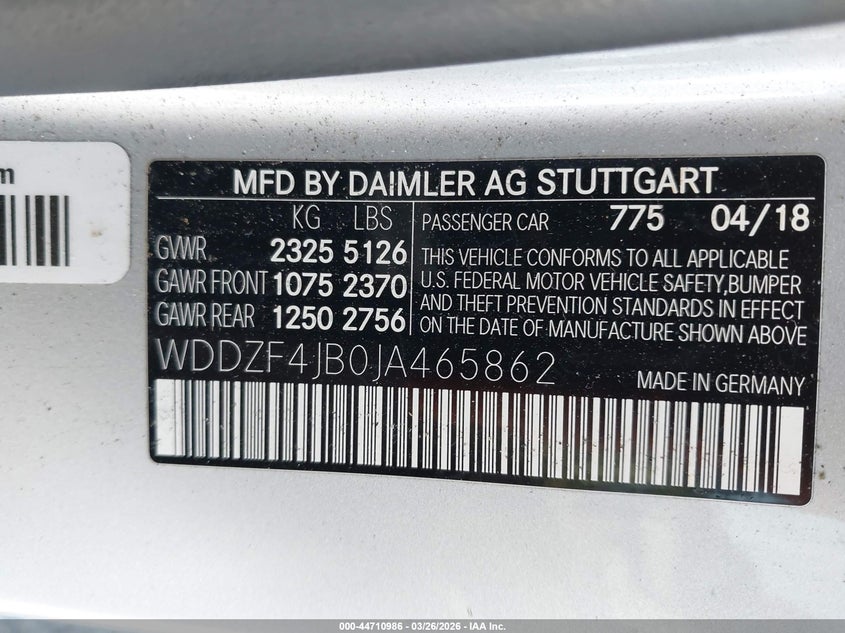 m
MFD BY DAIMLER AG STUTTGART
KG LBS
GVWR 2325 5126
GAWR FRONT 1075 2370
GAWR REAR 1250 2756
PASSENGER CAR 775 04/18
THIS VEHICLE CONFORMS TO ALL APPLICABLE
U.S. FEDERAL MOTOR VEHICLE SAFETY,BUMPER
AND THEFT PREVENTION STANDARDS IN EFFECT
ON THE DATE OF MANUFACTURE SHOWN ABOVE
WDDZF4JB0JA465862
MADE IN GERMANY
000-44710986 | 03/26/2026 | IAA Inc.